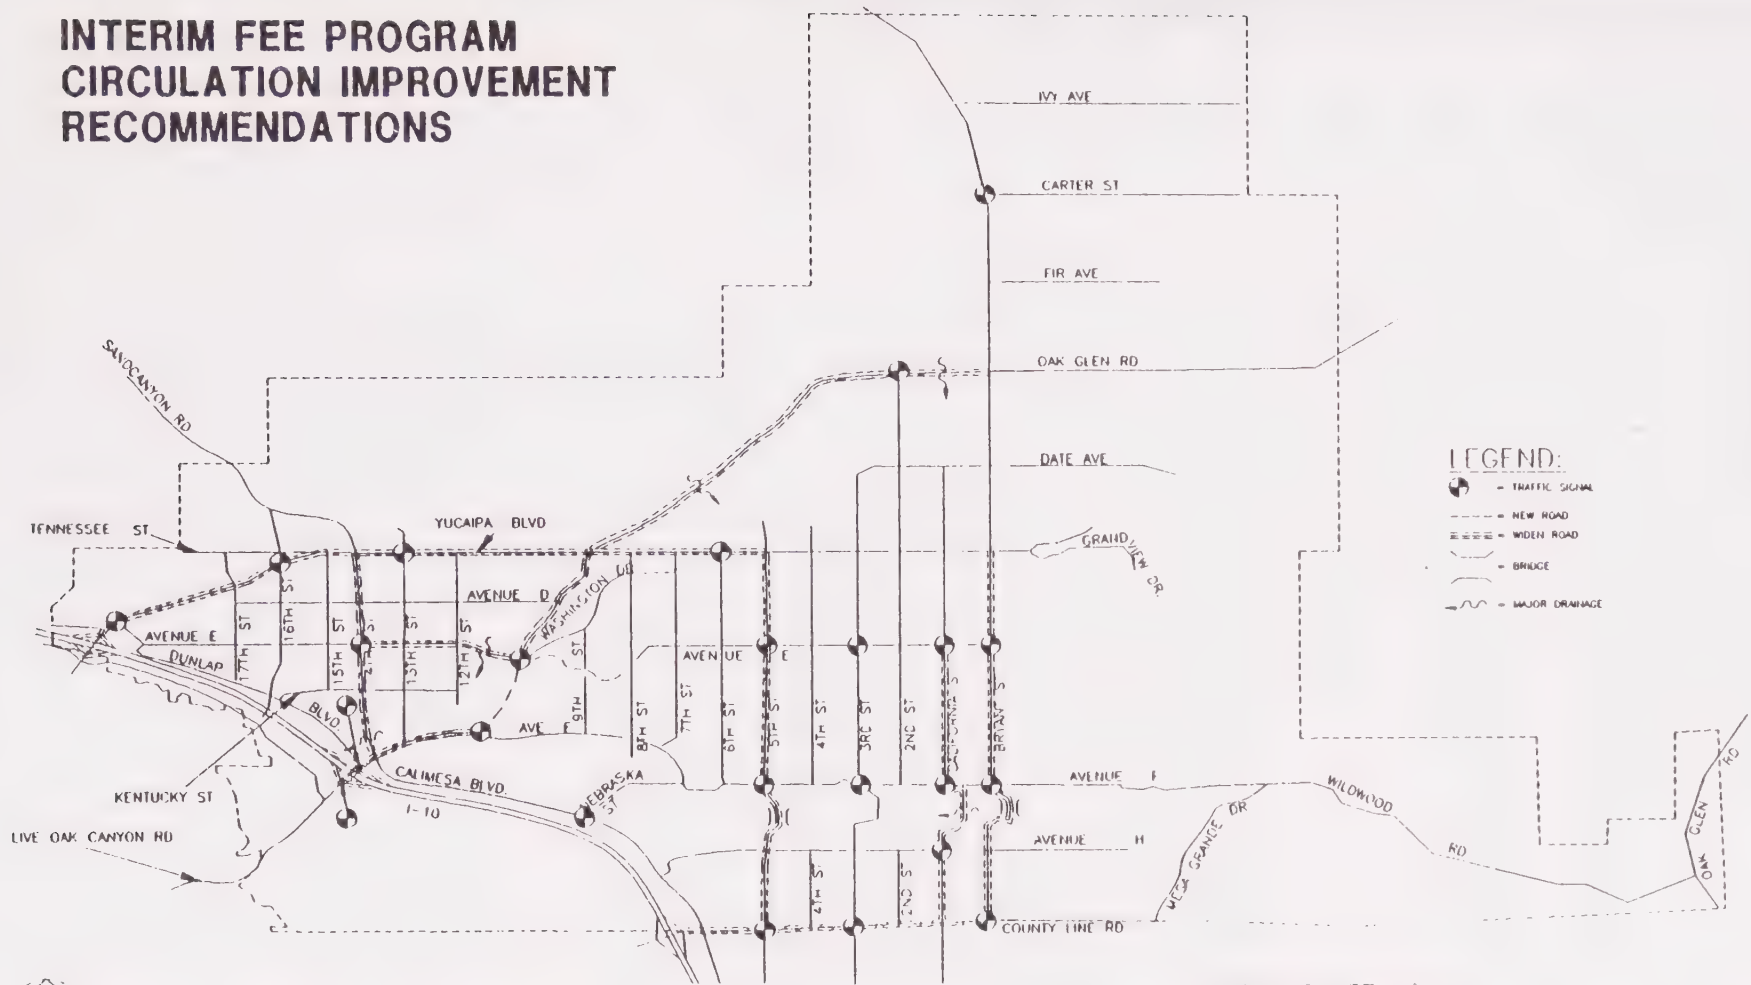 INTERIM FEE PROGRAM
CIRCULATION IMPROVEMENT
RECOMMENDATIONS
IVY AVE
CARTER ST
FIR AVE
OAK GLEN RD
SANDCANYON RD
DATE AVE
LEGEND:
= TRAFFIC SIGNAL
= NEW ROAD
= WIDEN ROAD
= BRIDGE
= MAJOR DRAINAGE
TENNESSEE ST
YUCAIPA BLVD
GRANDVIEW DR.
AVENUE D
WASHINGTON DR
AVENUE E
DUNLAP
BLVD.
17TH ST
16TH ST
15TH ST
ST
13TH ST
12TH ST
9TH ST
8TH ST
7TH ST
6TH ST
5TH ST
4TH ST
3RD ST
2ND ST
CALIFORNIA S
BRYANT S
AVENUE E
AVE F
KENTUCKY ST
CALIMESA BLVD.
I-10
NEBRASKA ST
AVENUE F
WILDWOOD RD
OAK GLEN RD
LIVE OAK CANYON RD
AVENUE H
MESA GRANDE DR
4TH ST
2ND ST
COUNTY LINE RD